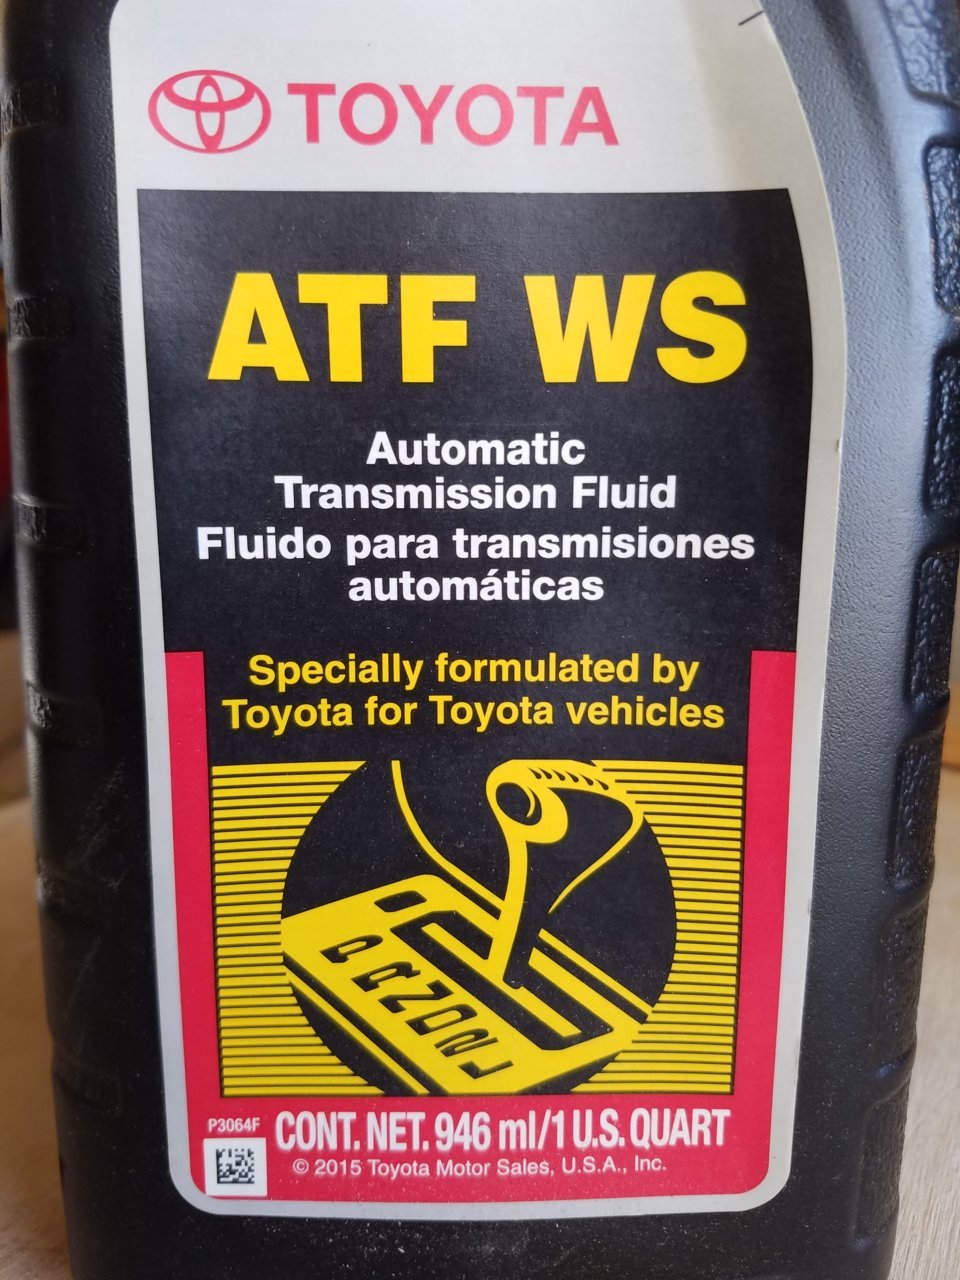 TOYOTA
ATF WS
Automatic
Transmission Fluid
Fluido para transmisiones
automáticas
Specially formulated by
Toyota for Toyota vehicles
P R N D 2 L
P3064F
CONT. NET. 946 ml/1 U.S. QUART
© 2015 Toyota Motor Sales, U.S.A., Inc.